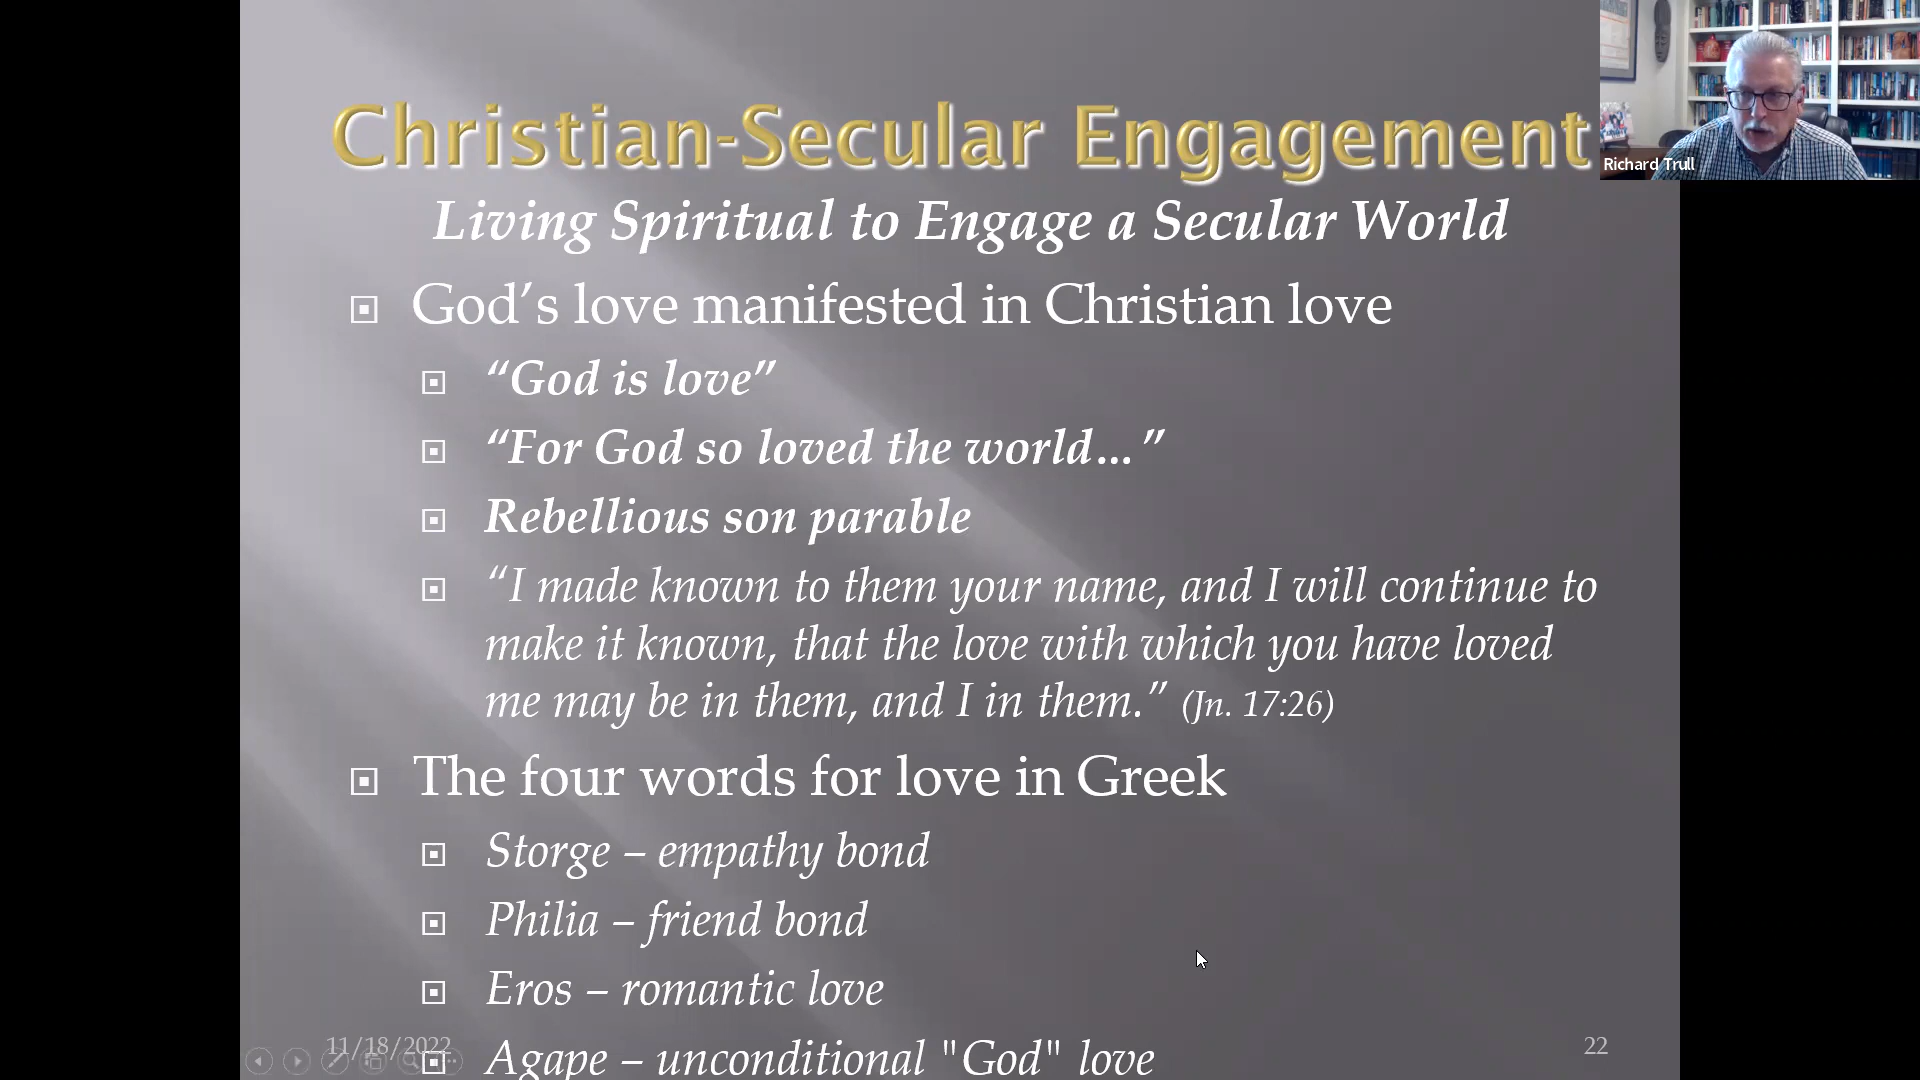 Christian-Secular Engagement
Richard Trull
Living Spiritual to Engage a Secular World
God’s love manifested in Christian love
“God is love”
“For God so loved the world…”
Rebellious son parable
“I made known to them your name, and I will continue to
make it known, that the love with which you have loved
me may be in them, and I in them.” (Jn. 17:26)
The four words for love in Greek
Storge – empathy bond
Philia – friend bond
Eros – romantic love
Agape – unconditional "God" love
11/18/2022
22